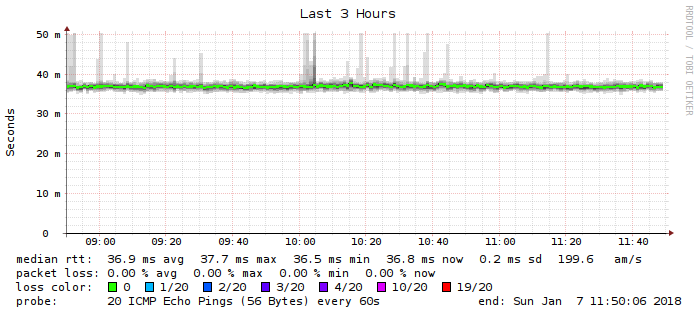 Last 3 Hours
RRDTOOL / TOBI OETIKER
Seconds
50 m
40 m
30 m
20 m
10 m
0
09:00 09:20 09:40 10:00 10:20 10:40 11:00 11:20 11:40
median rtt: 36.9 ms avg 37.7 ms max 36.5 ms min 36.8 ms now 0.2 ms sd 199.6 am/s
packet loss: 0.00 % avg 0.00 % max 0.00 % min 0.00 % now
loss color: 0 1/20 2/20 3/20 4/20 10/20 19/20
probe: 20 ICMP Echo Pings (56 Bytes) every 60s end: Sun Jan 7 11:50:06 2018